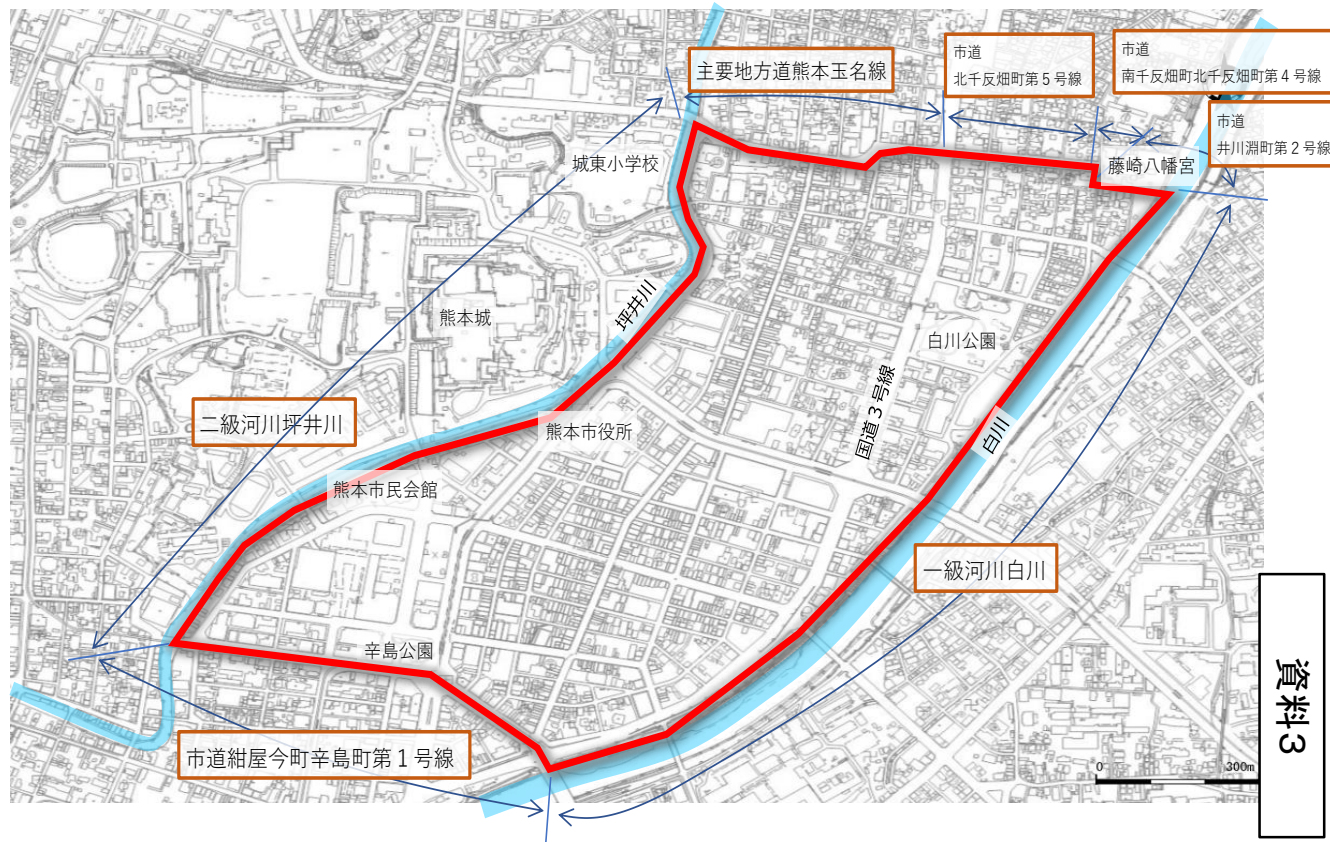 主要地方道熊本玉名線
市道
北千反畑町第５号線
市道
南千反畑町北千反畑町第４号線
市道
井川淵町第２号線
城東小学校
藤崎八幡宮
熊本城
坪井川
白川公園
国道３号線
二級河川坪井川
熊本市役所
白川
熊本市民会館
一級河川白川
辛島公園
市道紺屋今町辛島町第１号線
資料3
0
300m